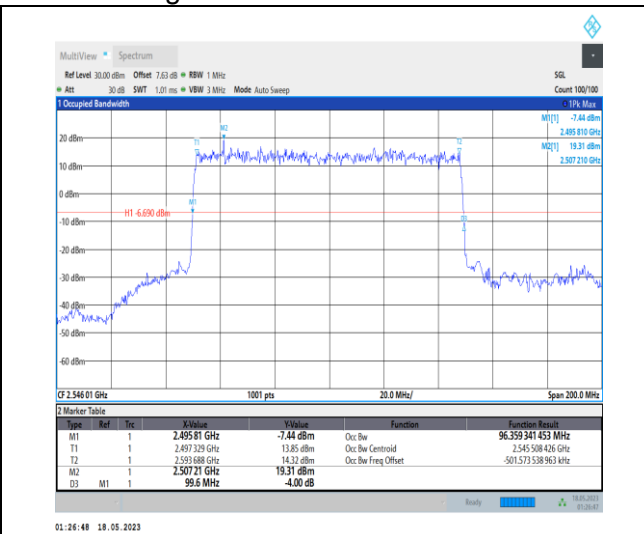 MultiView Spectrum
Ref Level 30.00 dBm Offset 7.63 dB RBW 1 MHz SGL
Att 30 dB SWT 1.01 ms VBW 3 MHz Mode Auto Sweep Count 100/100
1 Occupied Bandwidth 1Pk Max
M1[1] -7.44 dBm
2.495 810 GHz
M2[1] 19.31 dBm
2.507 210 GHz
M2
T1
T2
20 dBm
10 dBm
0 dBm
M1
H1 -6.690 dBm
D3
-10 dBm
-20 dBm
-30 dBm
-40 dBm
-50 dBm
-60 dBm
CF 2.546 01 GHz 1001 pts 20.0 MHz/ Span 200.0 MHz
2 Marker Table
Type Ref Trc X-Value Y-Value Function Function Result
M1 1 2.495 81 GHz -7.44 dBm Occ Bw 96.359 341 453 MHz
T1 1 2.497 329 GHz 13.85 dBm Occ Bw Centroid 2.545 508 426 GHz
T2 1 2.593 688 GHz 14.32 dBm Occ Bw Freq Offset -501.573 538 963 kHz
M2 1 2.507 21 GHz 19.31 dBm
D3 M1 1 99.6 MHz -4.00 dB
Ready 18.05.2023
01:26:47
01:26:48 18.05.2023